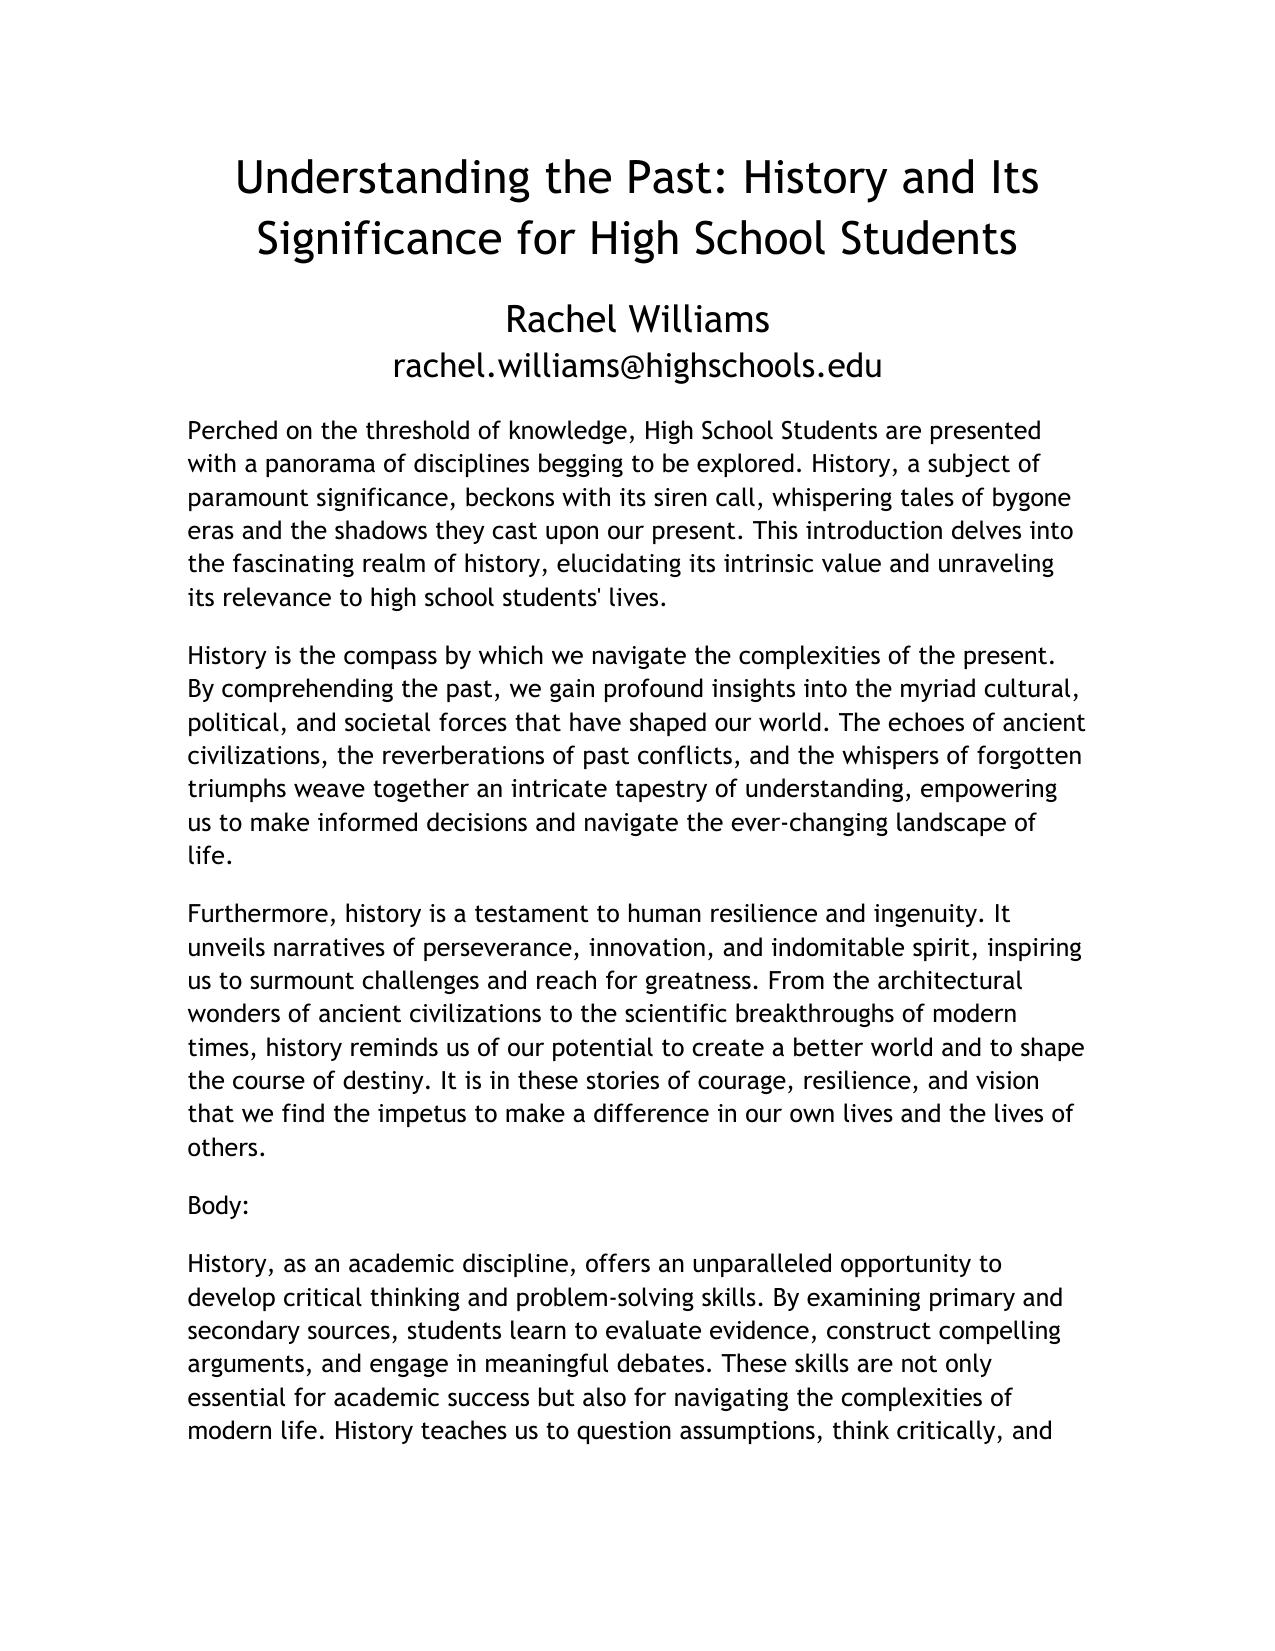 Understanding the Past: History and Its
Significance for High School Students
Rachel Williams
rachel.williams@highschools.edu
Perched on the threshold of knowledge, High School Students are presented
with a panorama of disciplines begging to be explored. History, a subject of
paramount significance, beckons with its siren call, whispering tales of bygone
eras and the shadows they cast upon our present. This introduction delves into
the fascinating realm of history, elucidating its intrinsic value and unraveling
its relevance to high school students' lives.
History is the compass by which we navigate the complexities of the present.
By comprehending the past, we gain profound insights into the myriad cultural,
political, and societal forces that have shaped our world. The echoes of ancient
civilizations, the reverberations of past conflicts, and the whispers of forgotten
triumphs weave together an intricate tapestry of understanding, empowering
us to make informed decisions and navigate the ever-changing landscape of
life.
Furthermore, history is a testament to human resilience and ingenuity. It
unveils narratives of perseverance, innovation, and indomitable spirit, inspiring
us to surmount challenges and reach for greatness. From the architectural
wonders of ancient civilizations to the scientific breakthroughs of modern
times, history reminds us of our potential to create a better world and to shape
the course of destiny. It is in these stories of courage, resilience, and vision
that we find the impetus to make a difference in our own lives and the lives of
others.
Body:
History, as an academic discipline, offers an unparalleled opportunity to
develop critical thinking and problem-solving skills. By examining primary and
secondary sources, students learn to evaluate evidence, construct compelling
arguments, and engage in meaningful debates. These skills are not only
essential for academic success but also for navigating the complexities of
modern life. History teaches us to question assumptions, think critically, and